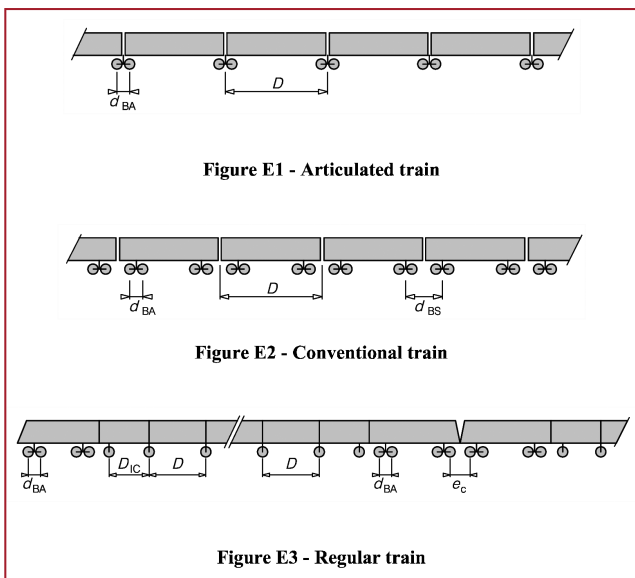 D
d BA
Figure E1 - Articulated train
D
d BA
d BS
Figure E2 - Conventional train
D IC
D
D
d BA
d BA
e c
Figure E3 - Regular train